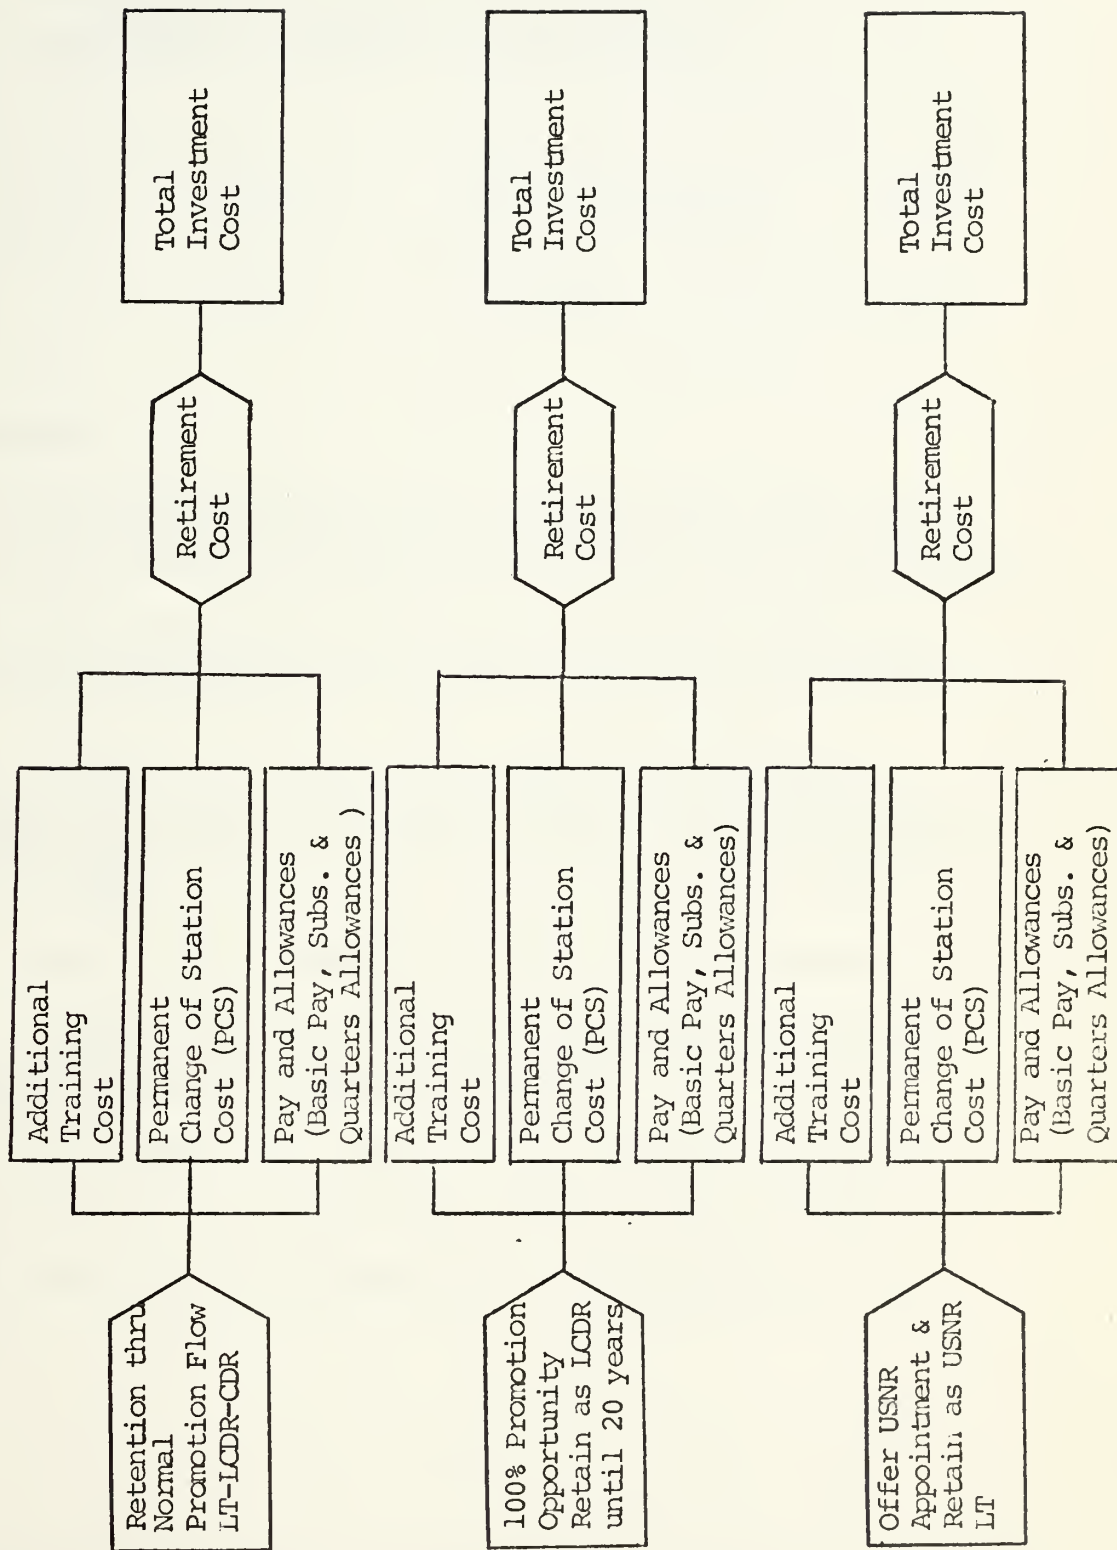 Retention thru
Normal
Promotion Flow
LT-LCDR-CDR
Additional
Training
Cost
Permanent
Change of Station
Cost (PCS)
Pay and Allowances
(Basic Pay, Subs. &
Quarters Allowances )
Retirement
Cost
Total
Investment
Cost
100% Promotion
Opportunity
Retain as LCDR
until 20 years
Additional
Training
Cost
Permanent
Change of Station
Cost (PCS)
Pay and Allowances
(Basic Pay, Subs. &
Quarters Allowances)
Retirement
Cost
Total
Investment
Cost
Offer USNR
Appointment &
Retain as USNR
LT
Additional
Training
Cost
Permanent
Change of Station
Cost (PCS)
Pay and Allowances
(Basic Pay, Subs. &
Quarters Allowances)
Retirement
Cost
Total
Investment
Cost